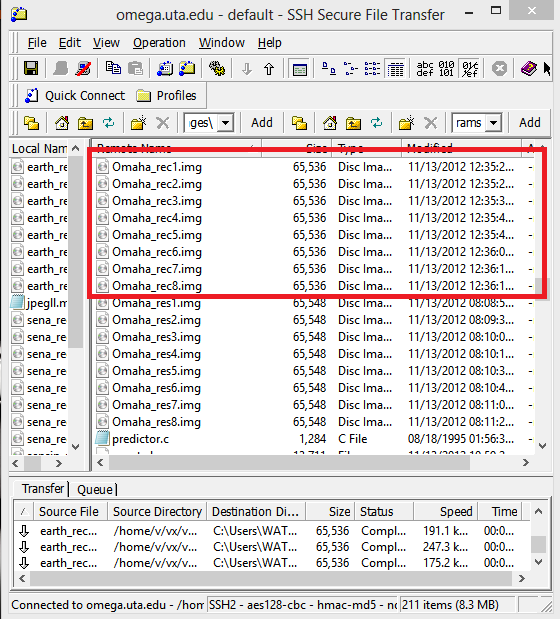 omega.uta.edu - default - SSH Secure File Transfer
File Edit View Operation Window Help
abc def 010 101
Quick Connect Profiles
ges\ Add rams Add
Local Nam Remote Name Size Type Modified A
earth_re Omaha_rec1.img 65,536 Disc Ima... 11/13/2012 12:35:2... -
earth_re Omaha_rec2.img 65,536 Disc Ima... 11/13/2012 12:35:2... -
earth_re Omaha_rec3.img 65,536 Disc Ima... 11/13/2012 12:35:3... -
earth_re Omaha_rec4.img 65,536 Disc Ima... 11/13/2012 12:35:4... -
earth_re Omaha_rec5.img 65,536 Disc Ima... 11/13/2012 12:35:4... -
earth_re Omaha_rec6.img 65,536 Disc Ima... 11/13/2012 12:36:0... -
earth_re Omaha_rec7.img 65,536 Disc Ima... 11/13/2012 12:36:1... -
earth_re Omaha_rec8.img 65,536 Disc Ima... 11/13/2012 12:36:1... -
jpegll.m Omaha_res1.img 65,548 Disc Ima... 11/13/2012 08:08:5... -
sena_re Omaha_res2.img 65,548 Disc Ima... 11/13/2012 08:09:3... -
sena_re Omaha_res3.img 65,548 Disc Ima... 11/13/2012 08:10:0... -
sena_re Omaha_res4.img 65,548 Disc Ima... 11/13/2012 08:10:1... -
sena_re Omaha_res5.img 65,548 Disc Ima... 11/13/2012 08:10:3... -
sena_re Omaha_res6.img 65,548 Disc Ima... 11/13/2012 08:10:4... -
sena_re Omaha_res7.img 65,548 Disc Ima... 11/13/2012 08:11:0... -
sena_re Omaha_res8.img 65,548 Disc Ima... 11/13/2012 08:11:2... -
sena_re predictor.c 1,284 C File 08/18/1995 01:56:3... -
Transfer Queue
/ Source File Source Directory Destination Di... Size Status Speed Time
earth_rec... /home/v/vx/v... C:\Users\WAT... 65,536 Compl... 191.1 k... 00:0...
earth_rec... /home/v/vx/v... C:\Users\WAT... 65,536 Compl... 247.3 k... 00:0...
earth_rec... /home/v/vx/v... C:\Users\WAT... 65,536 Compl... 175.2 k... 00:0...
Connected to omega.uta.edu - /hom SSH2 - aes128-cbc - hmac-md5 - nc 211 items (8.3 MB)